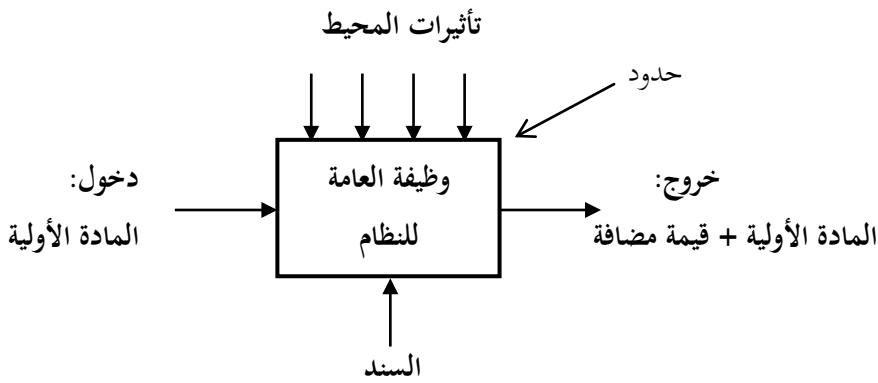 تأثيرات المحيط
حدود
وظيفة العامة
للنظام
دخول:
المادة الأولية
خروج:
المادة الأولية + قيمة مضافة
السند